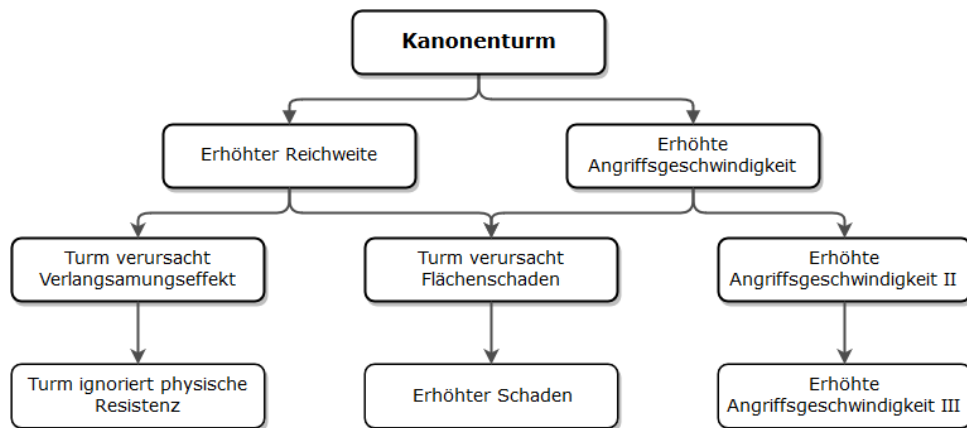 Kanonenturm
Erhöhter Reichweite
Erhöhte
Angriffsgeschwindigkeit
Turm verursacht
Verlangsamungseffekt
Turm verursacht
Flächenschaden
Erhöhte
Angriffsgeschwindigkeit II
Turm ignoriert physische
Resistenz
Erhöhter Schaden
Erhöhte
Angriffsgeschwindigkeit III